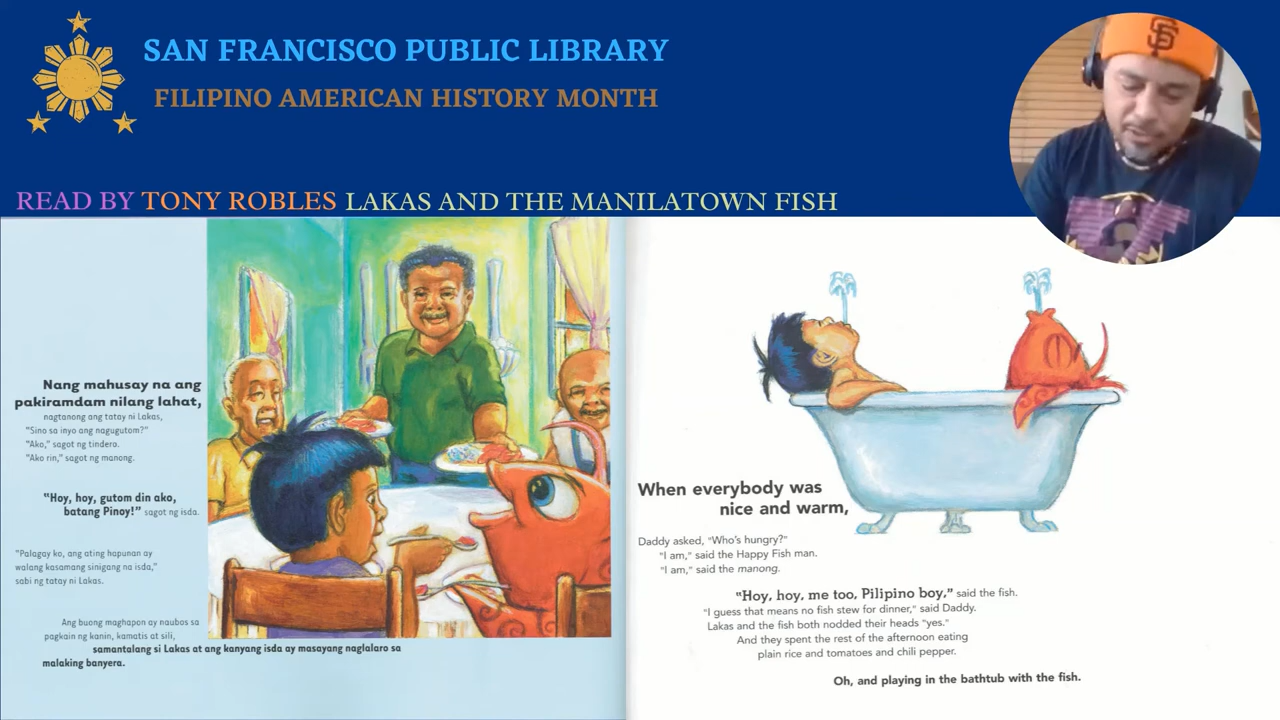 SAN FRANCISCO PUBLIC LIBRARY
FILIPINO AMERICAN HISTORY MONTH
READ BY TONY ROBLES LAKAS AND THE MANILATOWN FISH
SF
Nang mahusay na ang
pakiramdam nilang lahat,
nagtanong ang tatay ni Lakas,
"Sino sa inyo ang nagugutom?"
"Ako," sagot ng tindero.
"Ako rin," sagot ng manong.
"Hoy, hoy, gutom din ako,
batang Pinoy!" sagot ng isda.
"Palagay ko, ang ating hapunan ay
walang kasamang sinigang na isda,"
sabi ng tatay ni Lakas.
Ang buong maghapon ay naubos sa
pagkain ng kanin, kamatis at sili,
samantalang si Lakas at ang kanyang isda ay masayang naglalaro sa
malaking banyera.
When everybody was
nice and warm,
Daddy asked, "Who's hungry?"
"I am," said the Happy Fish man.
"I am," said the manong.
"Hoy, hoy, me too, Pilipino boy," said the fish.
"I guess that means no fish stew for dinner," said Daddy.
Lakas and the fish both nodded their heads "yes."
And they spent the rest of the afternoon eating
plain rice and tomatoes and chili pepper.
Oh, and playing in the bathtub with the fish.